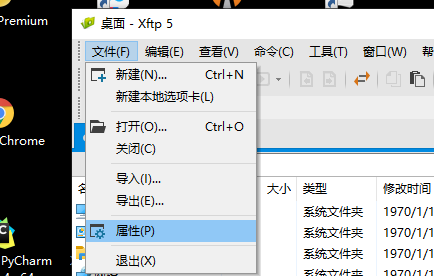 Premium
桌面 - Xftp 5
文件(F) 编辑(E) 查看(V) 命令(C) 工具(T) 窗口(W)
新建(N)... Ctrl+N
新建本地选项卡(L)
打开(O)... Ctrl+O
关闭(C)
Chrome
导入(I)...
导出(E)...
大小 类型 修改时间
系统文件夹 1970/1/1
属性(P)
系统文件夹 1970/1/1
系统文件夹 1970/1/1
PyCharm
退出(X)
系统文件夹 1970/1/1